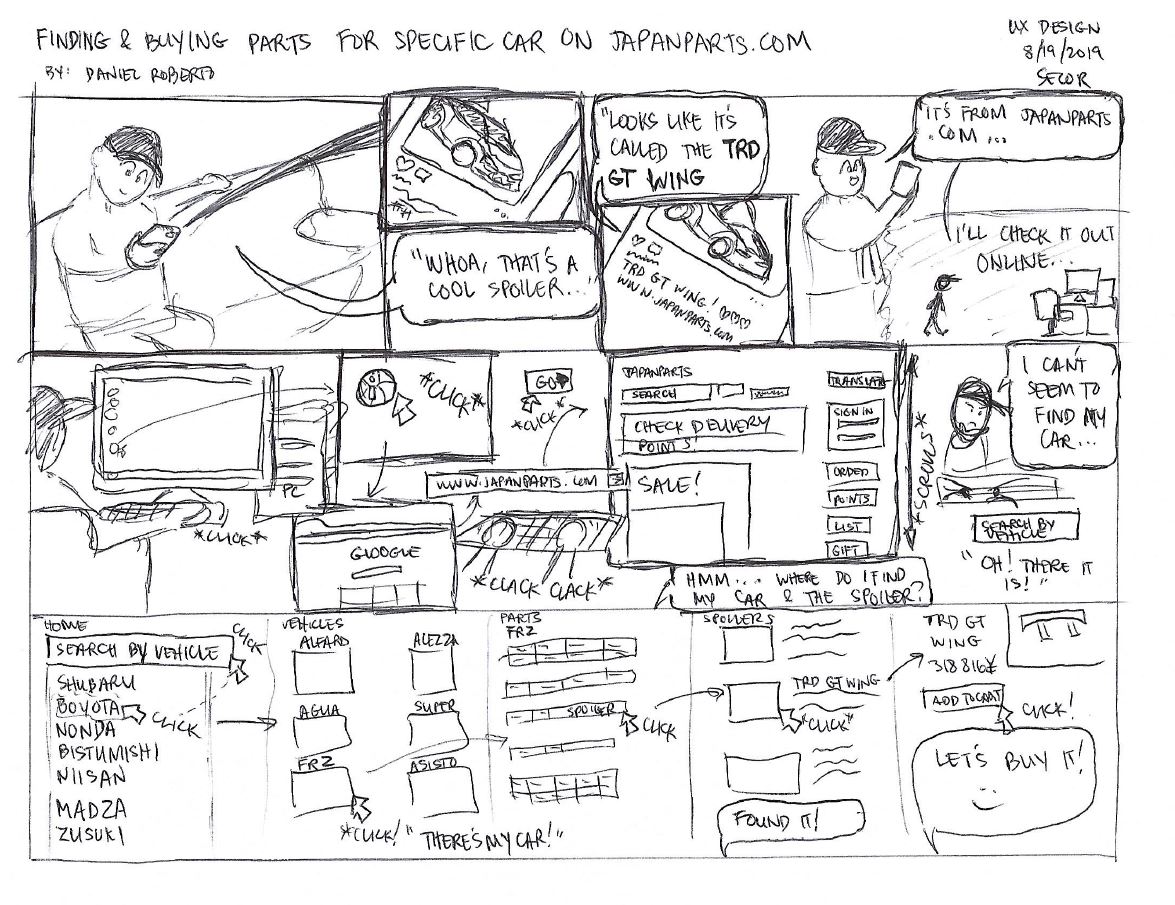 FINDING & BUYING PARTS FOR SPECIFIC CAR ON JAPANPARTS.COM
BY: DANIEL ROBERTO
UX DESIGN
8/19/2019
SECOR
"WHOA, THAT'S A
COOL SPOILER..."
"LOOKS LIKE IT'S
CALLED THE TRD
GT WING
TRD GT WING!
WWW.JAPANPARTS.COM
"IT'S FROM JAPANPARTS
.COM...
I'LL CHECK IT OUT
ONLINE...
PC
*CLICK*
*CLICK*
GO
*CLICK*
WWW.JAPANPARTS.COM
GLOOGLE
*CLACK CLACK*
JAPANPARTS
SEARCH
CHECK DELIVERY
POINTS!
SALE!
TRANSLATE
SIGN IN
ORDER
POINTS
LIST
GIFT
*SCROLLS*
HMM... WHERE DO I FIND
MY CAR & THE SPOILER?
I CAN'T
SEEM TO
FIND MY
CAR...
SEARCH BY
VEHICLE
"OH! THERE IT
IS!"
HOME
SEARCH BY VEHICLE
CLICK
SHUBARU
BOYOTA
CLICK
NONDA
BISTUMISHI
NIISAN
MADZA
ZUSUKI
VEHICLES
ALFARD
ALEZZA
AGUA
SUPER
FRZ
ASISTO
*CLICK!
"THERE'S MY CAR!"
PARTS
FRZ
SPOILER
CLICK
SPOILERS
TRD GT WING
*CLICK*
FOUND IT!
TRD GT
WING
318816¥
ADD TO CART
CLICK!
LET'S BUY IT!